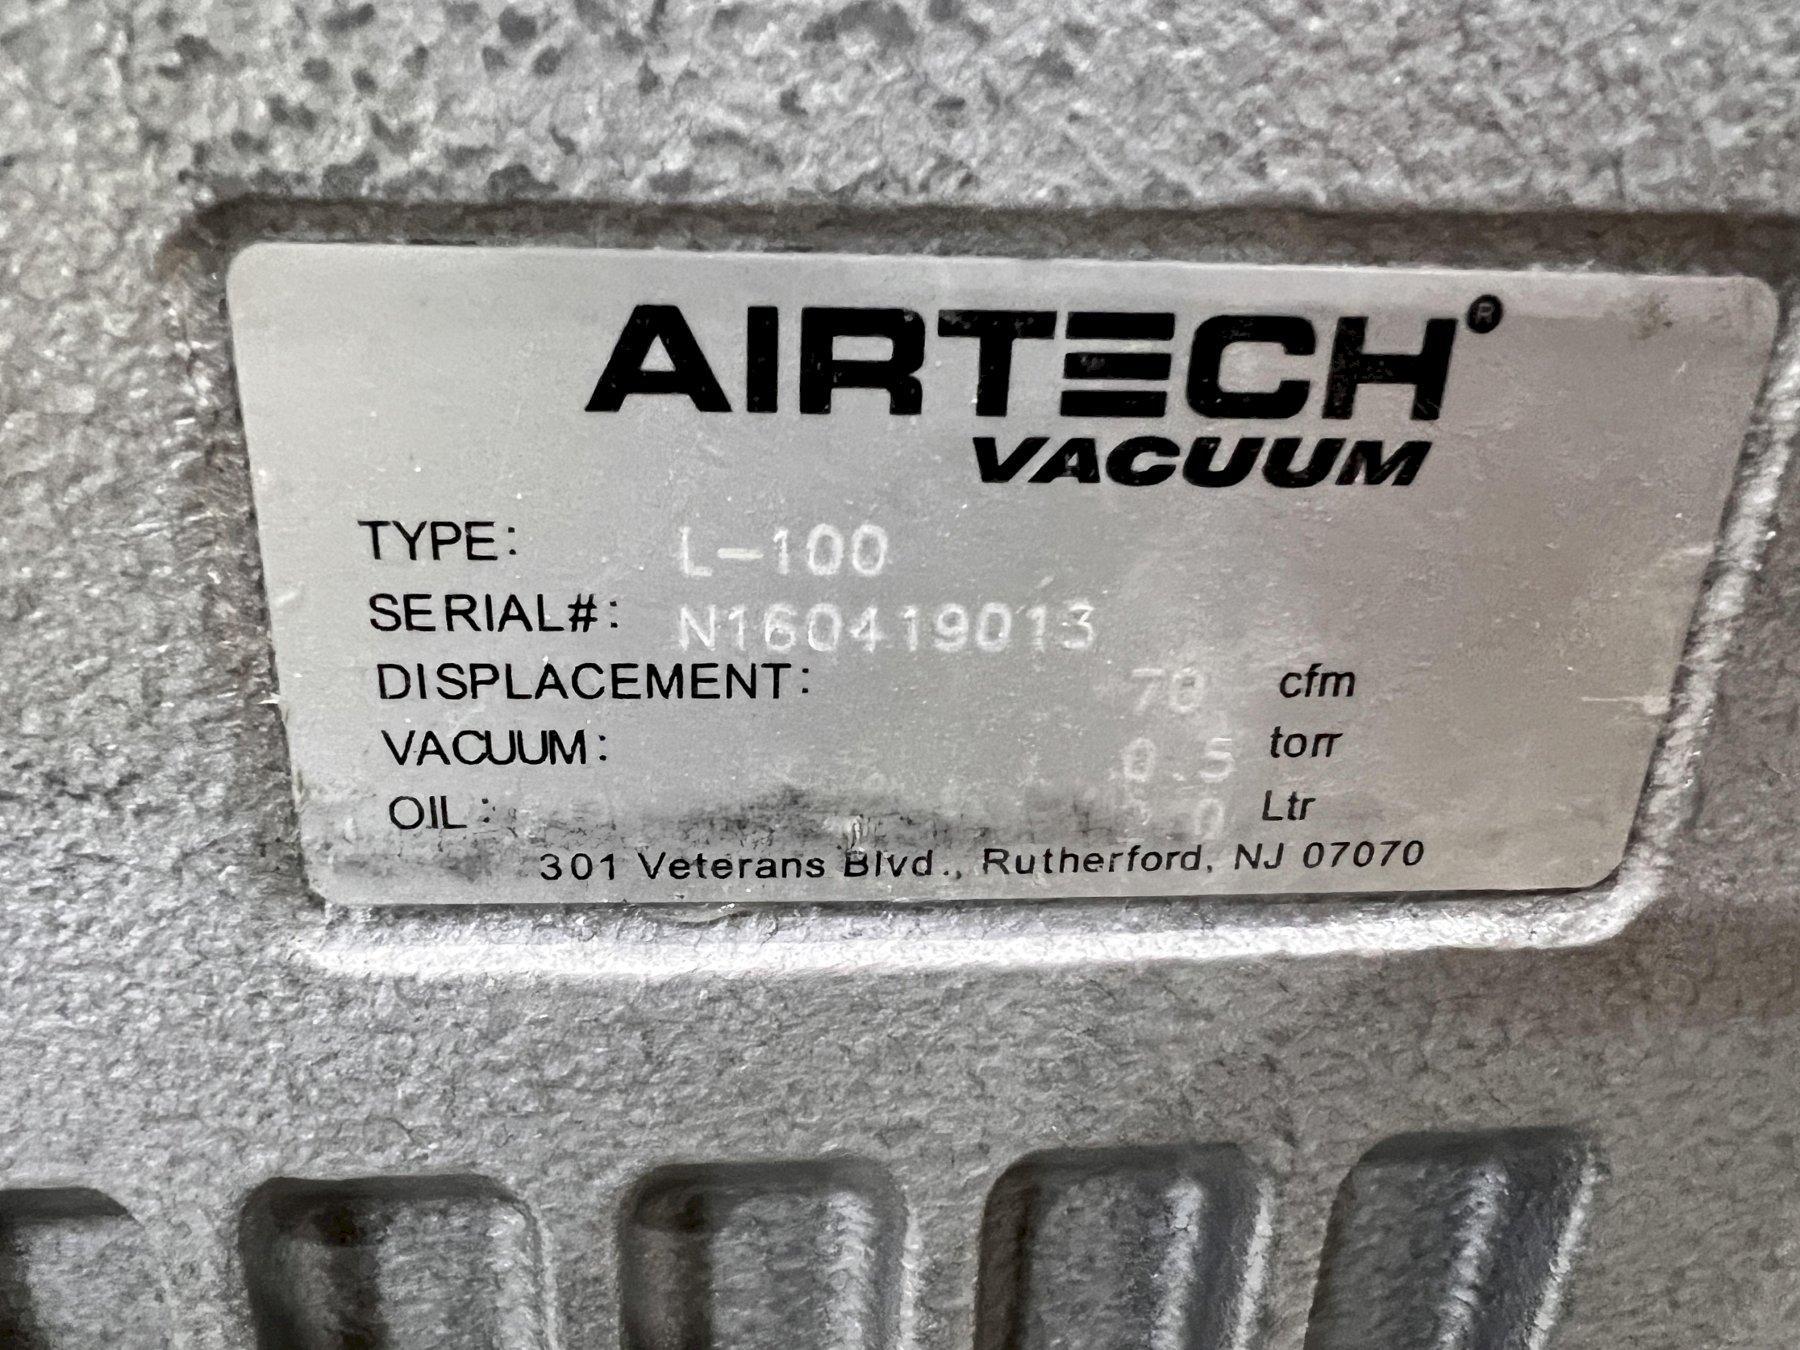 AIRTECH®
VACUUM
TYPE: L-100
SERIAL#: N160419013
DISPLACEMENT: 70 cfm
VACUUM: 0.5 torr
OIL: Ltr
301 Veterans Blvd., Rutherford, NJ 07070